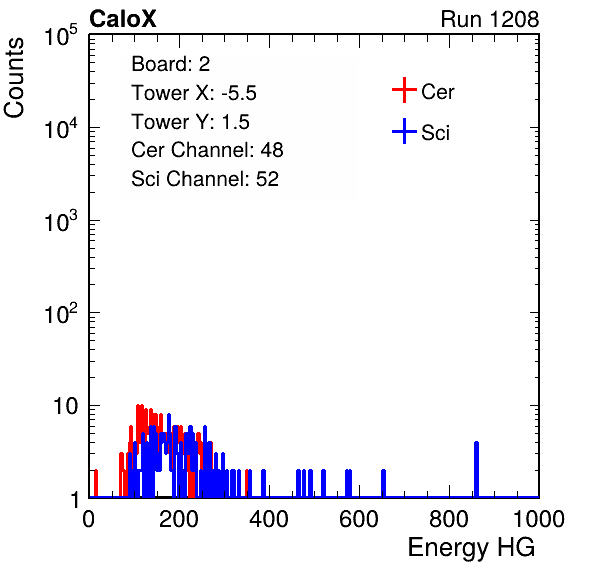 CaloX Run 1208
Counts
10^5
10^4
10^3
10^2
10
1
Board: 2
Tower X: -5.5
Tower Y: 1.5
Cer Channel: 48
Sci Channel: 52
Cer
Sci
0 200 400 600 800 1000
Energy HG